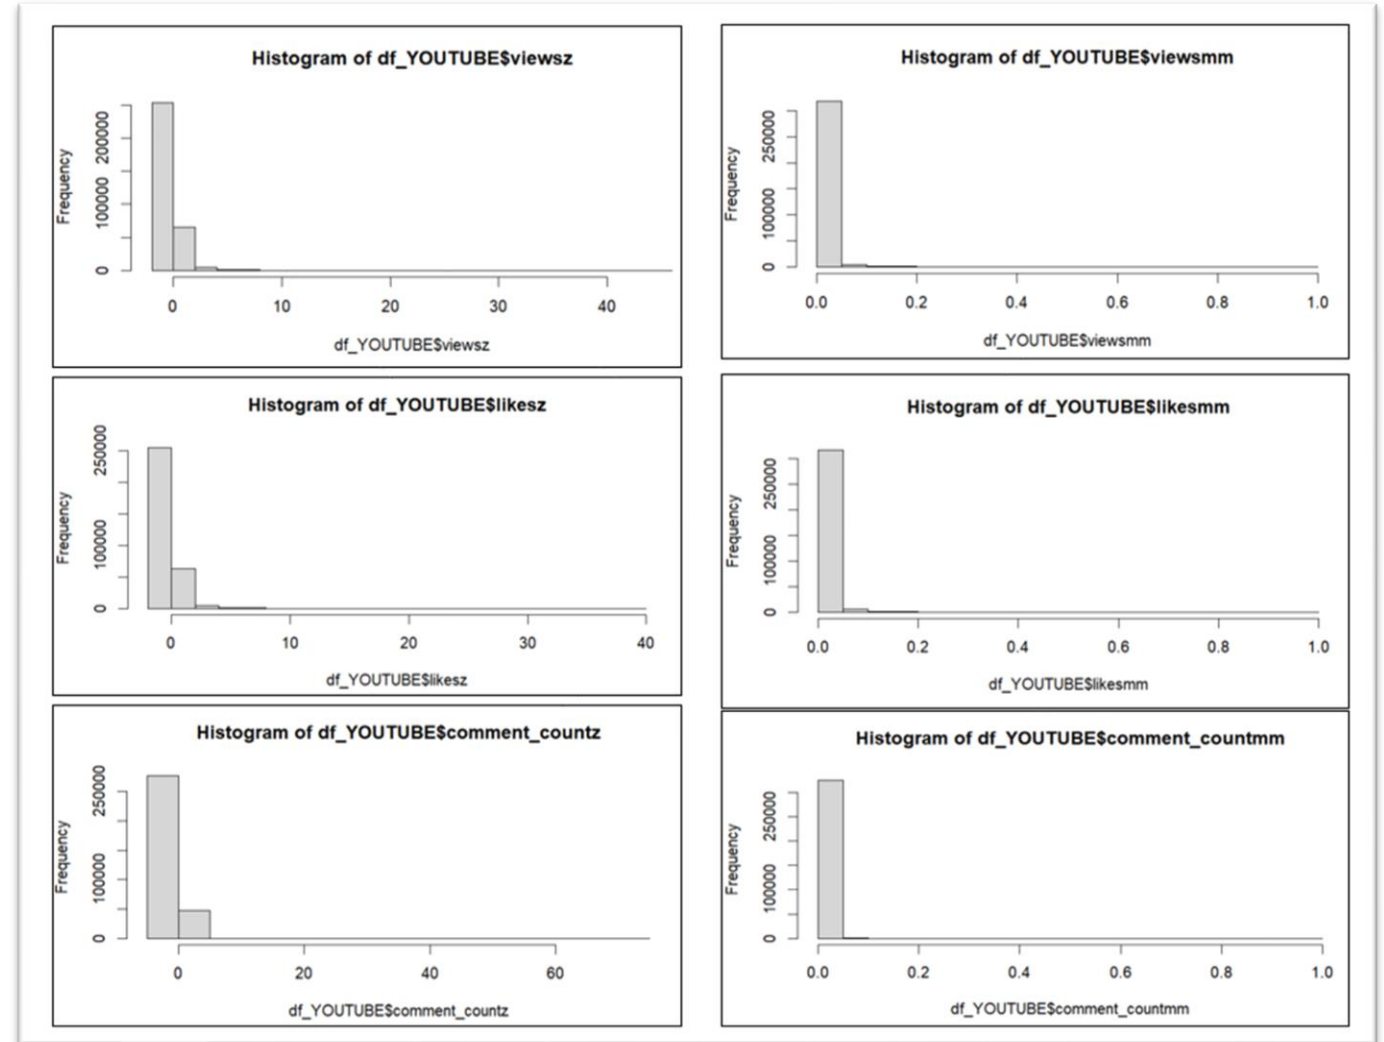 Histogram of df_YOUTUBE$viewsz
Frequency
0 100000 200000
0 10 20 30 40
df_YOUTUBE$viewsz
Histogram of df_YOUTUBE$viewsmm
Frequency
0 100000 250000
0.0 0.2 0.4 0.6 0.8 1.0
df_YOUTUBE$viewsmm
Histogram of df_YOUTUBE$likesz
Frequency
0 100000 250000
0 10 20 30 40
df_YOUTUBE$likesz
Histogram of df_YOUTUBE$likesmm
Frequency
0 100000 250000
0.0 0.2 0.4 0.6 0.8 1.0
df_YOUTUBE$likesmm
Histogram of df_YOUTUBE$comment_countz
Frequency
0 100000 250000
0 20 40 60
df_YOUTUBE$comment_countz
Histogram of df_YOUTUBE$comment_countmm
Frequency
0 100000 250000
0.0 0.2 0.4 0.6 0.8 1.0
df_YOUTUBE$comment_countmm